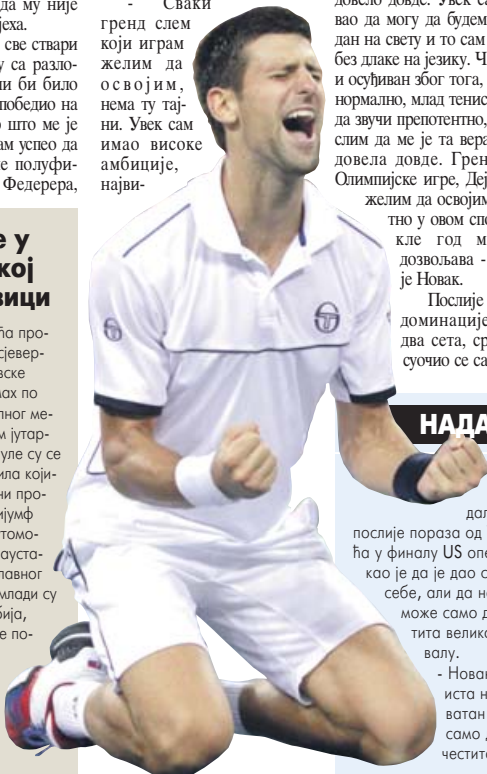 да му није
јеха.
све ствари
у са разло-
ни би било
победио на
што ме је
ам успео да
е полуфи-
Федерера,
е у
кој
вици
ћа про-
сјевер-
вске
мах по
лног ме-
м јутар-
уле су се
ила који-
ни про-
ијумф
утомо-
ауста-
лавног
млади су
бија,
е по-
- Сваки
гренд слем
који играм
желим да
освојим,
нема ту тај-
ни. Увек сам
имао високе
амбиције,
најви-
довело довде. Увек са
вао да могу да будем
дан на свету и то сам
без длаке на језику. Ч
и осуђиван због тога,
нормално, млад тенис
да звучи препотентно,
слим да ме је та вера
довела довде. Грен
Олимпијске игре, Деј
желим да освојим
тно у овом спо
кле год м
дозвољава -
је Новак.
Послије
доминације
два сета, ср
суочио се са
НАДА
дал
послије пораза од
ћа у финалу US опе
као је да је дао с
себе, али да н
може само д
тита велико
валу.
- Новак
иста н
ватан
само д
честита